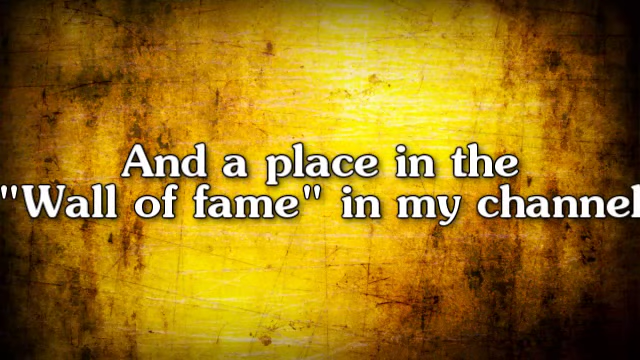 And a place in the
"Wall of fame" in my channel